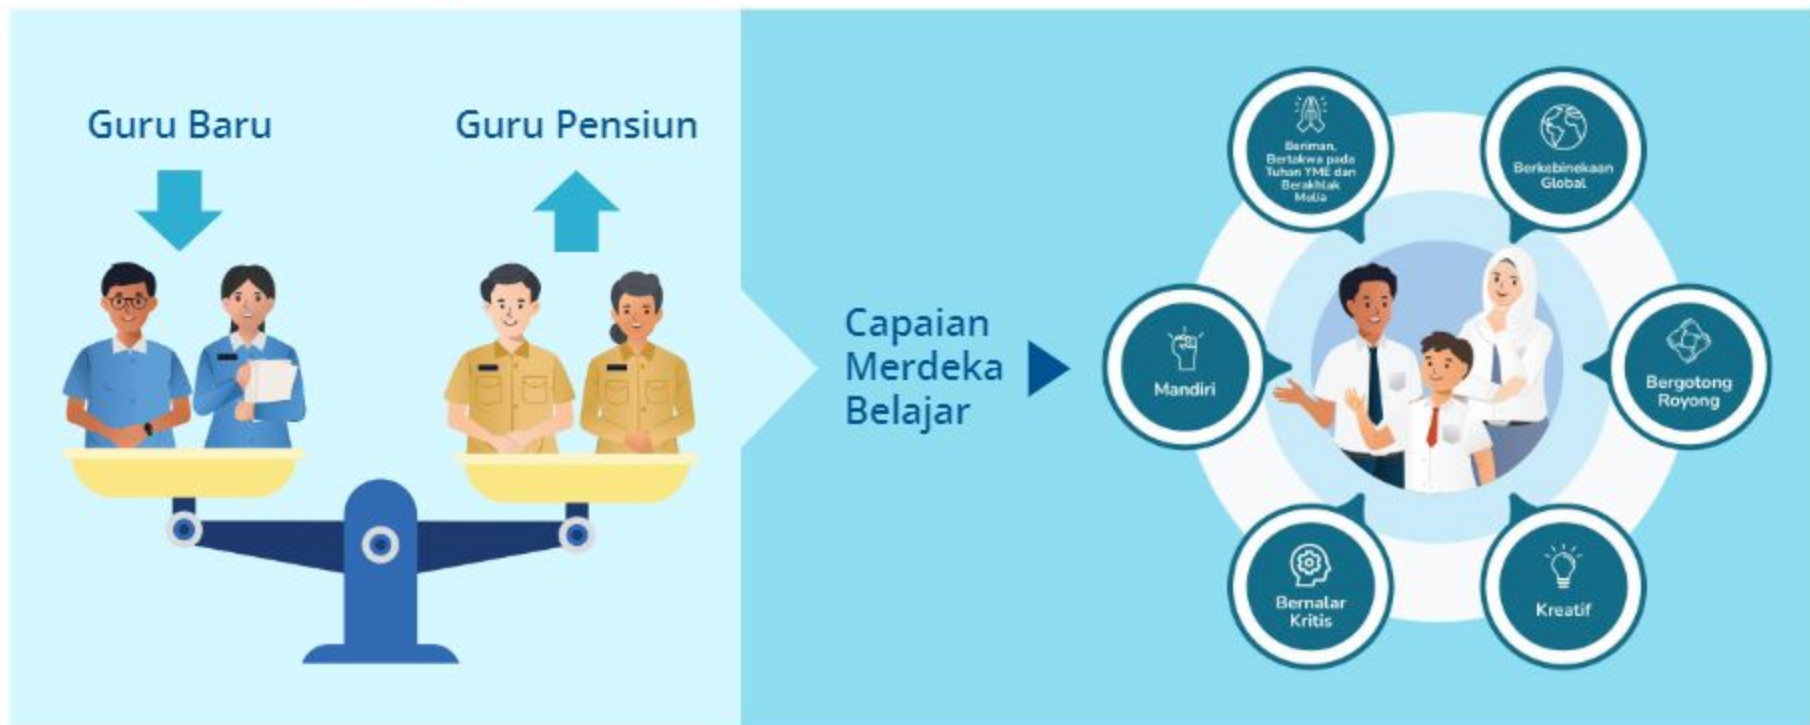 Guru Baru
Guru Pensiun
Capaian
Merdeka
Belajar
Beriman,
Bertakwa pada
Tuhan YME dan
Berakhlak
Mulia
Berkebinekaan
Global
Mandiri
Bergotong
Royong
Bernalar
Kritis
Kreatif